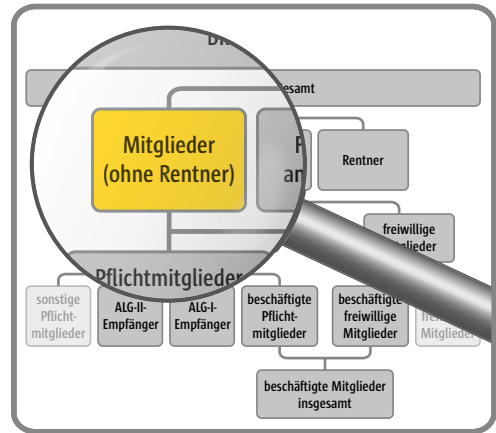 esamt
Mitglieder
(ohne Rentner)
Rentner
freiwillige
Pflichtmitglieder
sonstige
Pflicht-
mitglieder
ALG-II-
Empfänger
ALG-I-
Empfänger
beschäftigte
Pflicht-
mitglieder
beschäftigte
freiwillige
Mitglieder
Mitglieder
beschäftigte Mitglieder
insgesamt